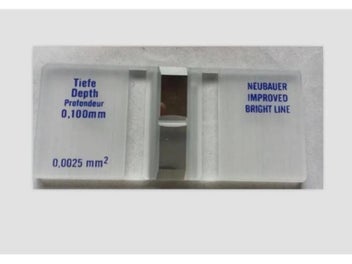 Tiefe
Depth
Profondeur
0,100mm
0,0025 mm²
NEUBAUER
IMPROVED
BRIGHT LINE